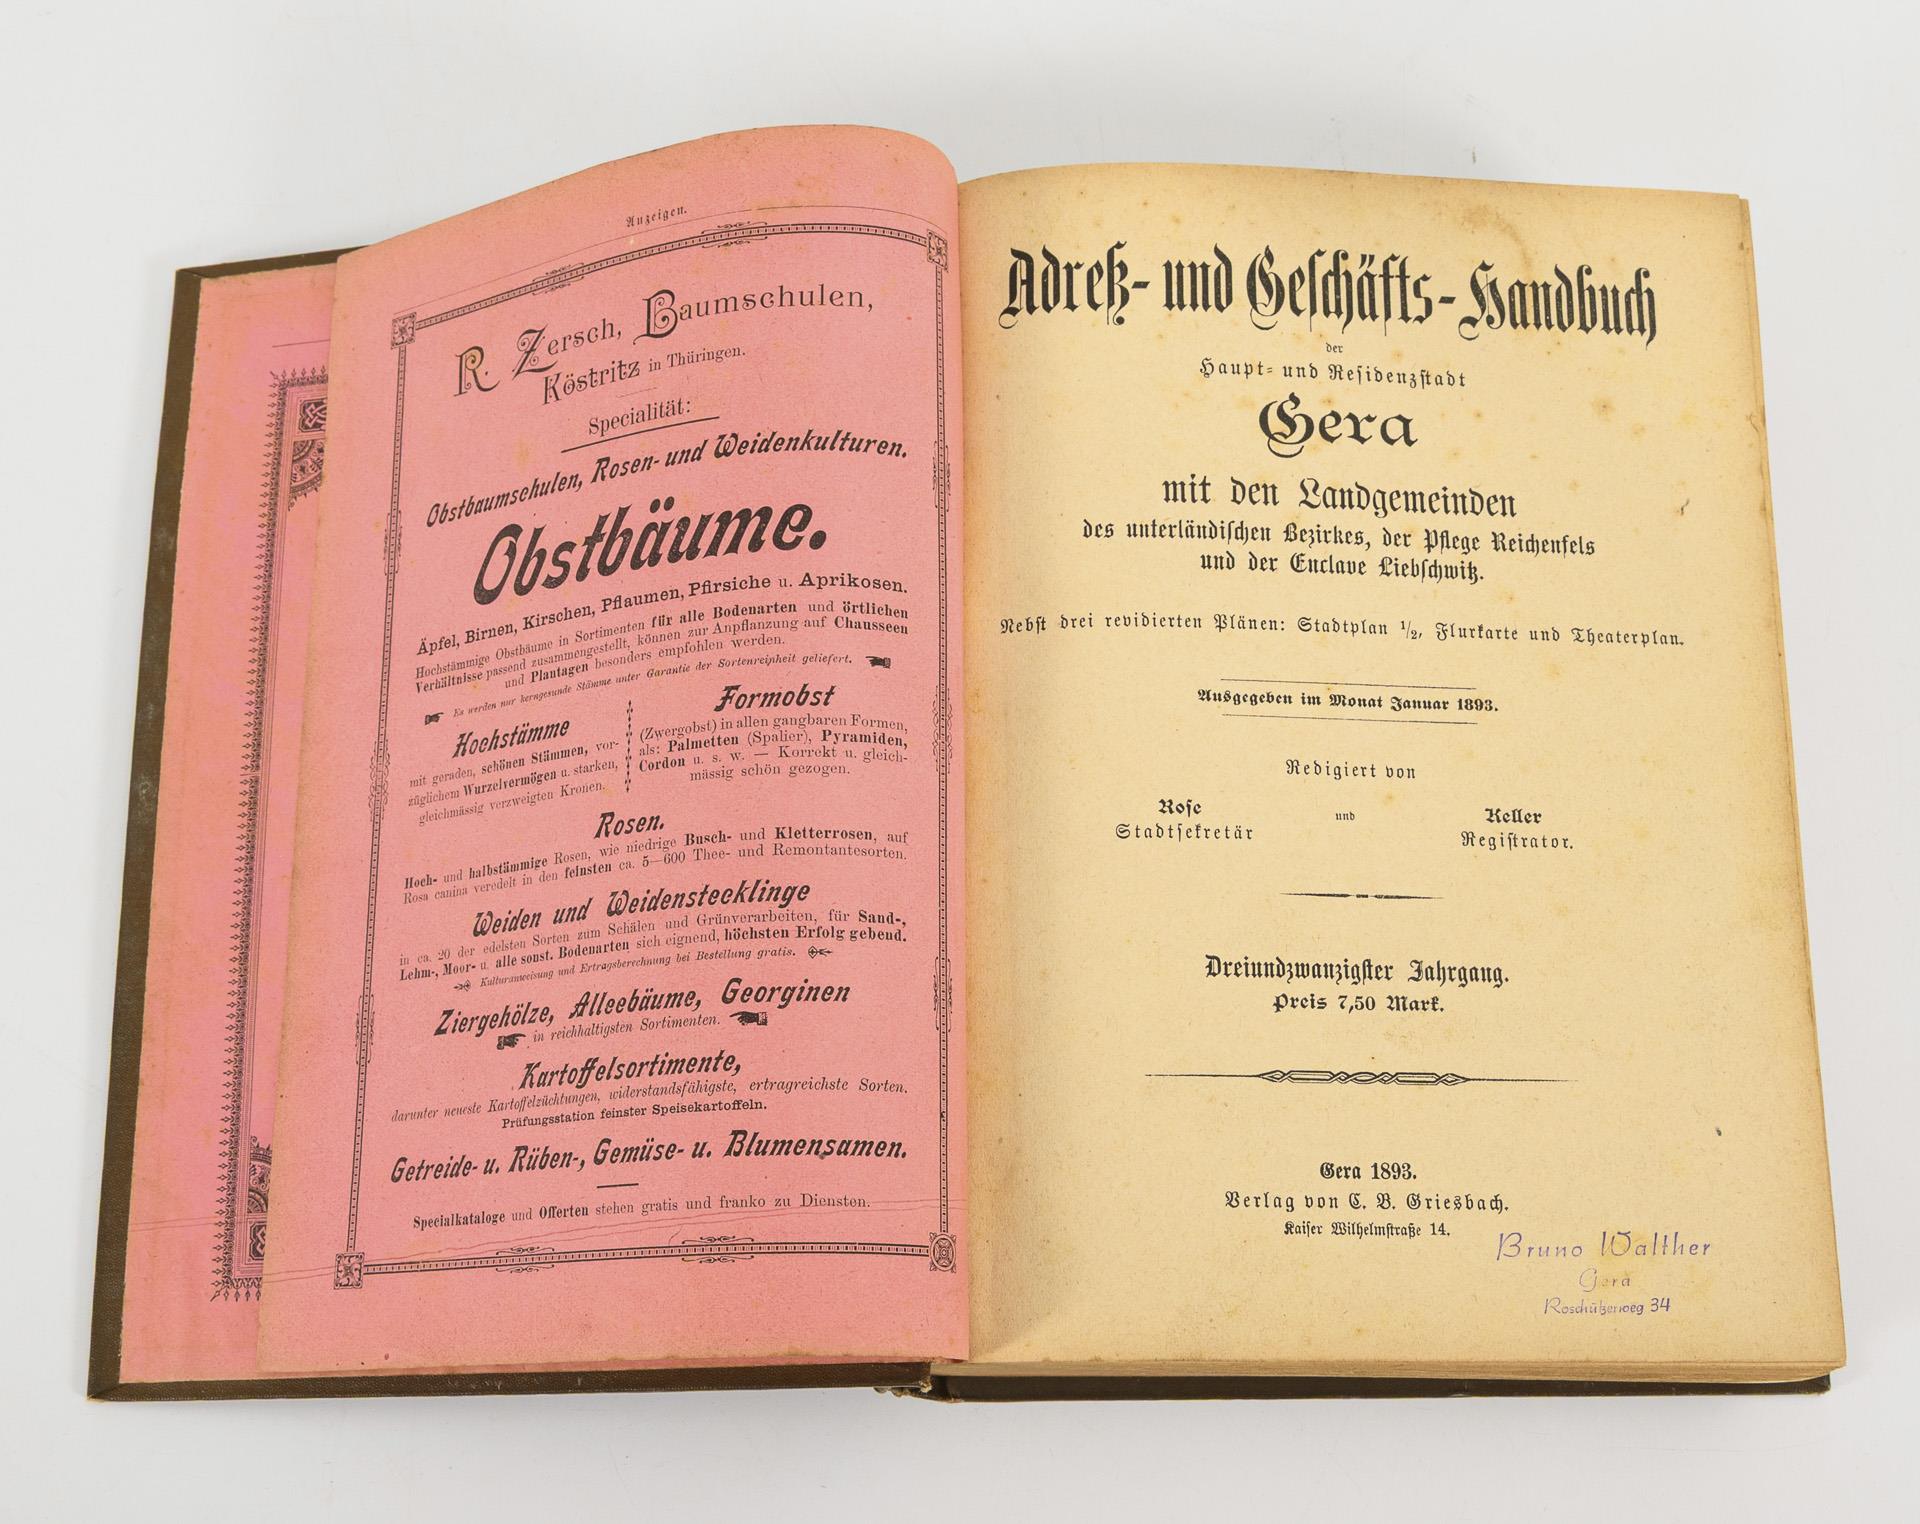 Anzeigen.
R. Zersch, Baumschulen,
Köstritz in Thüringen.
Specialität:
Obstbaumschulen, Rosen- und Weidenkulturen.
Obstbäume.
Äpfel, Birnen, Kirschen, Pflaumen, Pfirsiche u. Aprikosen.
Hochstämmige Obstbäume in Sortimenten für alle Bodenarten und örtlichen
Verhältnisse passend zusammengestellt, können zur Anpflanzung auf Chausseen
und Plantagen besonders empfohlen werden.
Es werden nur kerngesunde Stämme unter Garantie der Sortenreinheit geliefert.
Hochstämme
mit geraden, schönen Stämmen, vor-
züglichem Wurzelvermögen u. starken,
gleichmässig verzweigten Kronen.
Formobst
(Zwergobst) in allen gangbaren Formen,
als: Palmetten (Spalier), Pyramiden,
Cordon u. s. w. — Korrekt u. gleich-
mässig schön gezogen.
Rosen.
Hoch- und halbstämmige Rosen, wie niedrige Busch- und Kletterrosen, auf
Rosa canina veredelt in den feinsten ca. 5—600 Thee- und Remontantesorten.
Weiden und Weidenstecklinge
in ca. 20 der edelsten Sorten zum Schälen und Grünverarbeiten, für Sand-,
Lehm-, Moor- u. alle sonst. Bodenarten sich eignend, höchsten Erfolg gebend.
Kulturanweisung und Ertragsberechnung bei Bestellung gratis.
Ziergehölze, Alleebäume, Georginen
in reichhaltigsten Sortimenten.
Kartoffelsortimente,
darunter neueste Kartoffelzüchtungen, widerstandsfähigste, ertragreichste Sorten.
Prüfungsstation feinster Speisekartoffeln.
Getreide- u. Rüben-, Gemüse- u. Blumensamen.
Specialkataloge und Offerten stehen gratis und franko zu Diensten.
Adreß- und Geschäfts-Handbuch
der
Haupt- und Residenzstadt
Gera
mit den Landgemeinden
des unterländischen Bezirkes, der Pflege Reichenfels
und der Enclave Liebschwitz.
Nebst drei revidierten Plänen: Stadtplan 1/2, Flurkarte und Theaterplan.
Ausgegeben im Monat Januar 1893.
Redigiert von
Rose und Keller
Stadtsekretär Registrator.
Dreiundzwanzigster Jahrgang.
Preis 7,50 Mark.
Gera 1893.
Verlag von C. B. Griesbach.
Kaiser Wilhelmstraße 14.
Bruno Walther
Gera
Roschützerweg 34